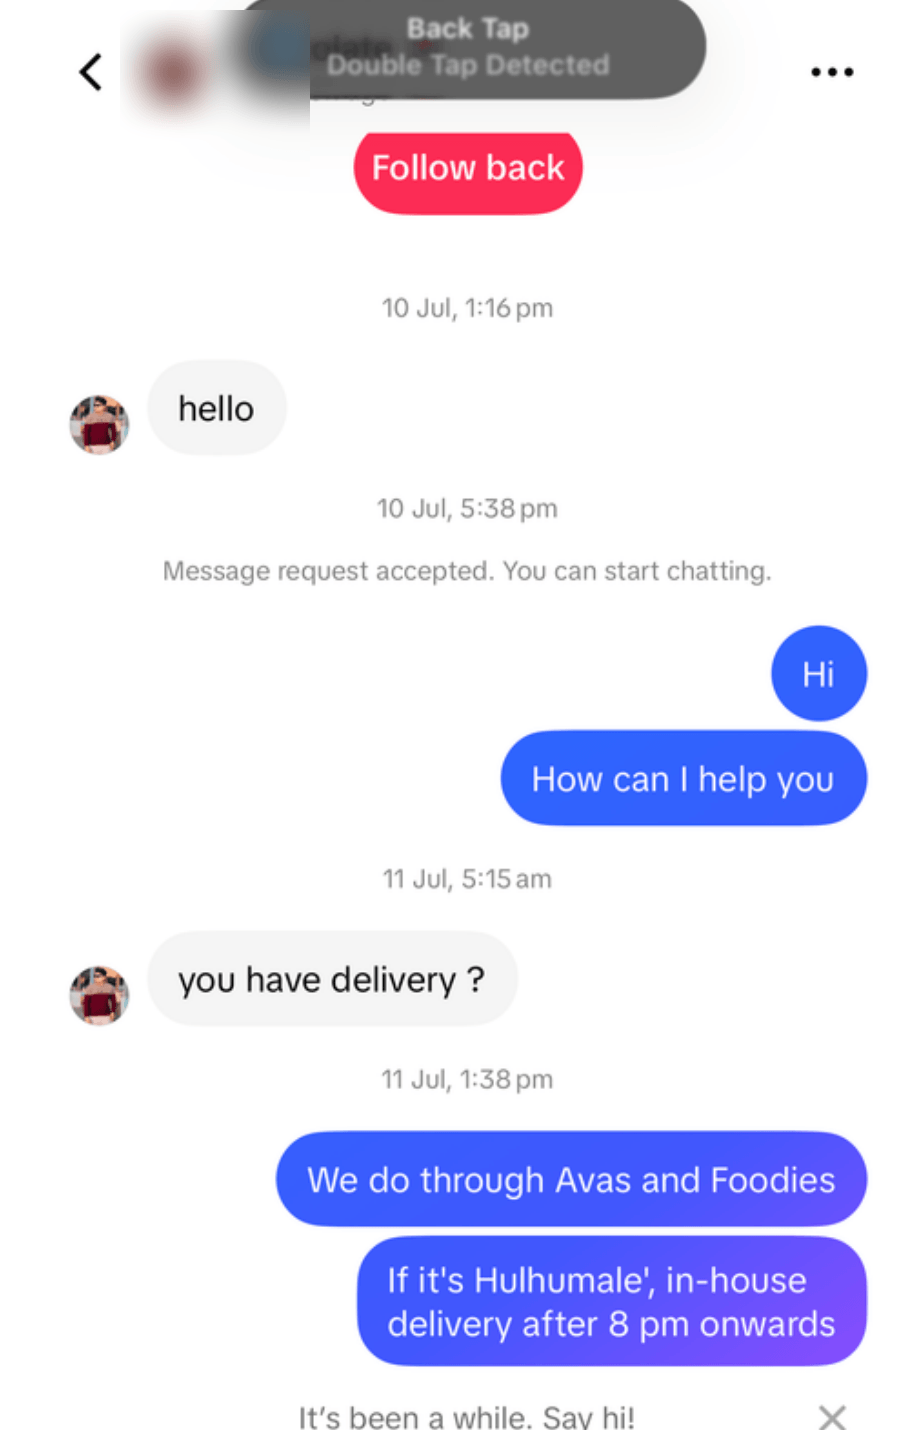 Back Tap
Double Tap Detected
Follow back
10 Jul, 1:16 pm
hello
10 Jul, 5:38 pm
Message request accepted. You can start chatting.
Hi
How can I help you
11 Jul, 5:15 am
you have delivery ?
11 Jul, 1:38 pm
We do through Avas and Foodies
If it's Hulhumale', in-house
delivery after 8 pm onwards
It’s been a while. Say hi!